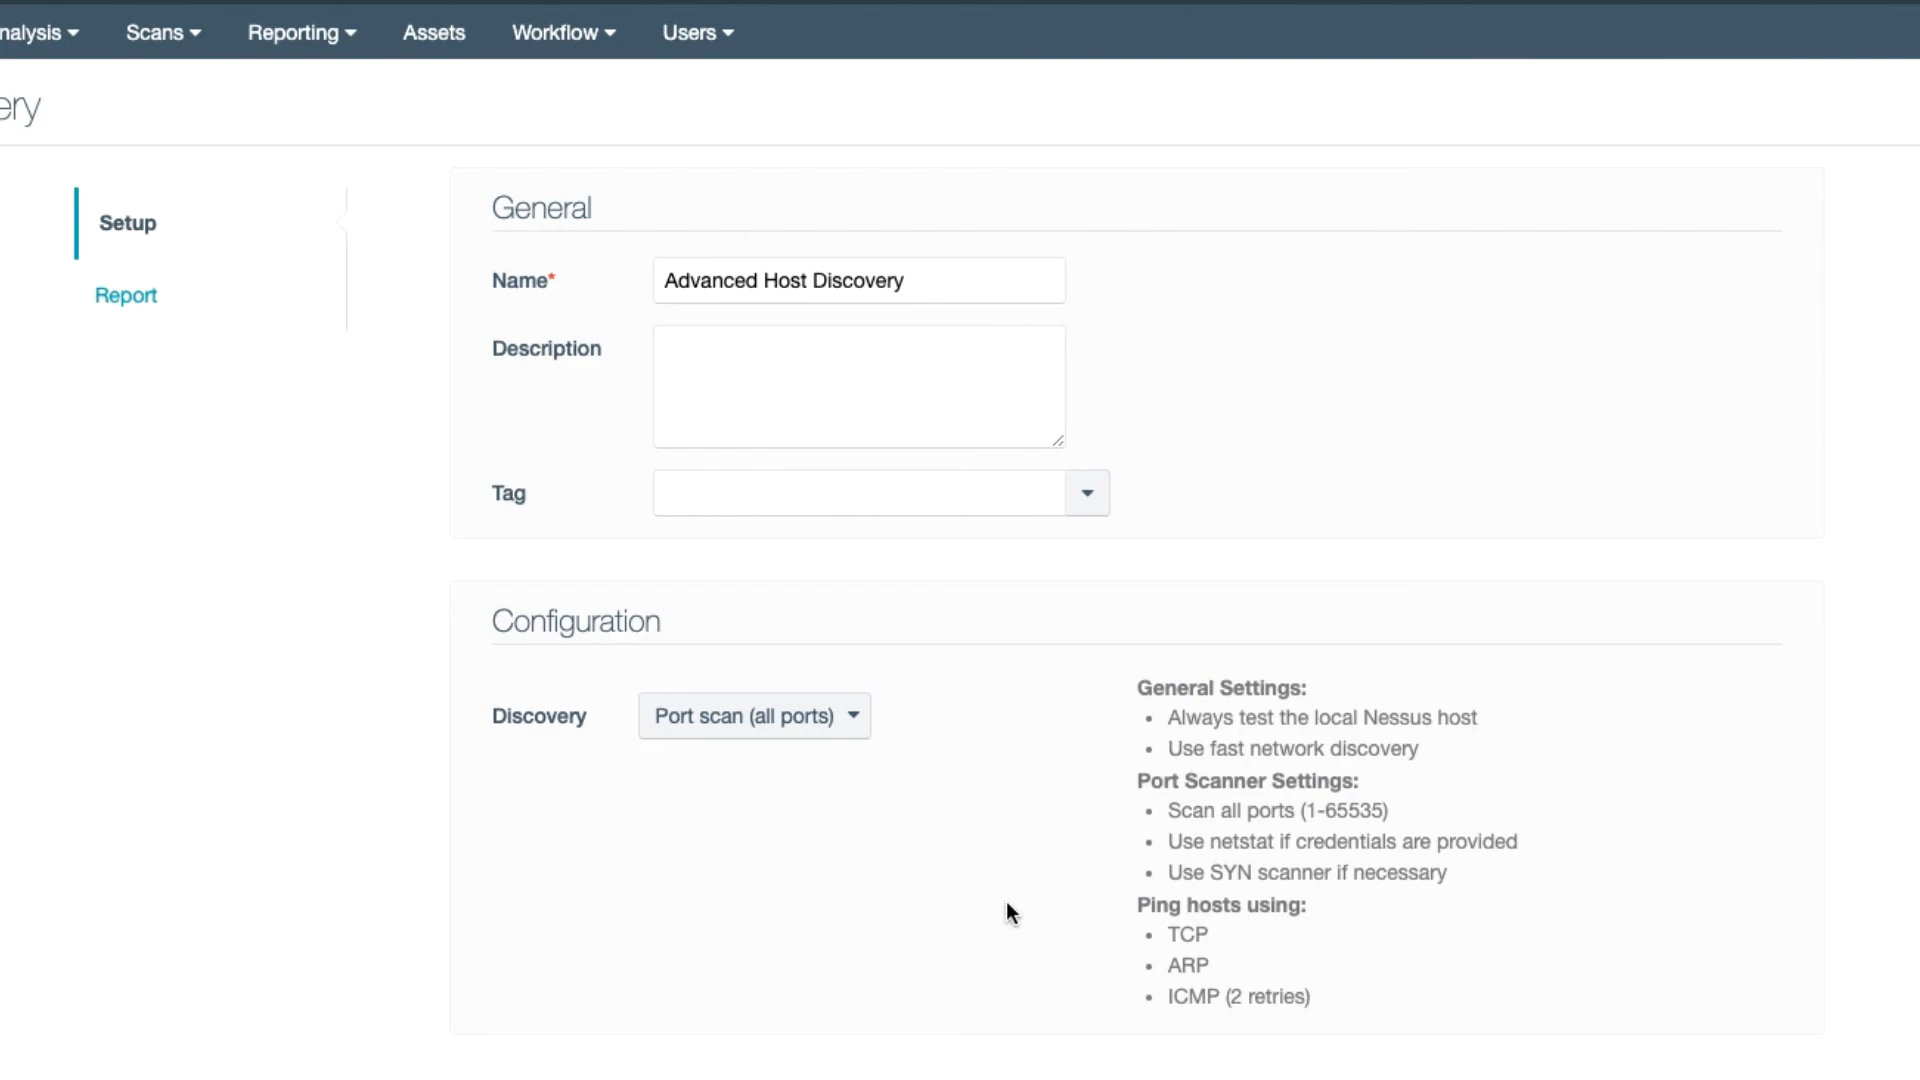 nalysis Scans Reporting Assets Workflow Users
ery
Setup
Report
General
Name* Advanced Host Discovery
Description
Tag
Configuration
Discovery Port scan (all ports)
General Settings:
• Always test the local Nessus host
• Use fast network discovery
Port Scanner Settings:
• Scan all ports (1-65535)
• Use netstat if credentials are provided
• Use SYN scanner if necessary
Ping hosts using:
• TCP
• ARP
• ICMP (2 retries)